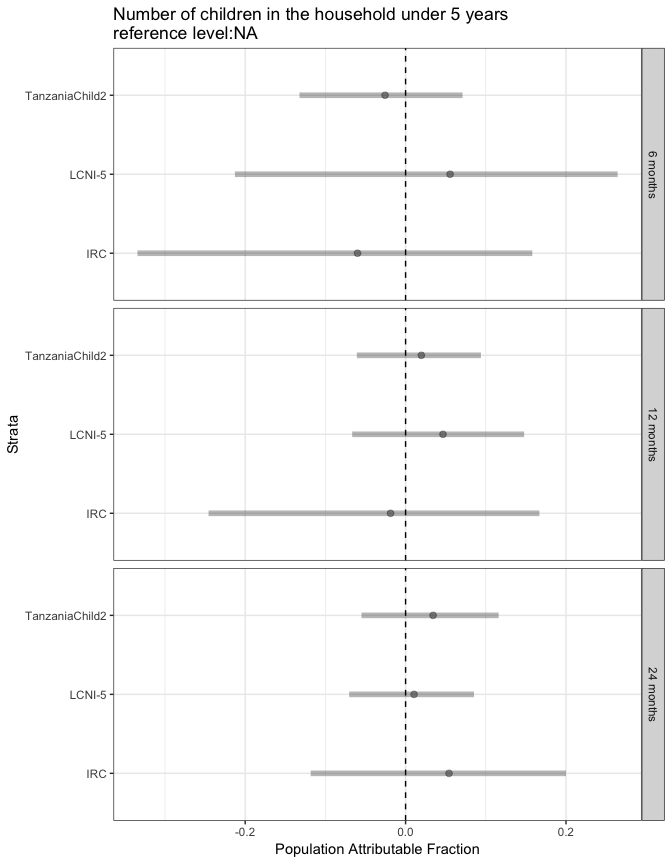 Number of children in the household under 5 years
reference level:NA
TanzaniaChild2
LCNI-5
IRC
6 months
TanzaniaChild2
LCNI-5
IRC
12 months
TanzaniaChild2
LCNI-5
IRC
24 months
Strata
-0.2 0.0 0.2
Population Attributable Fraction